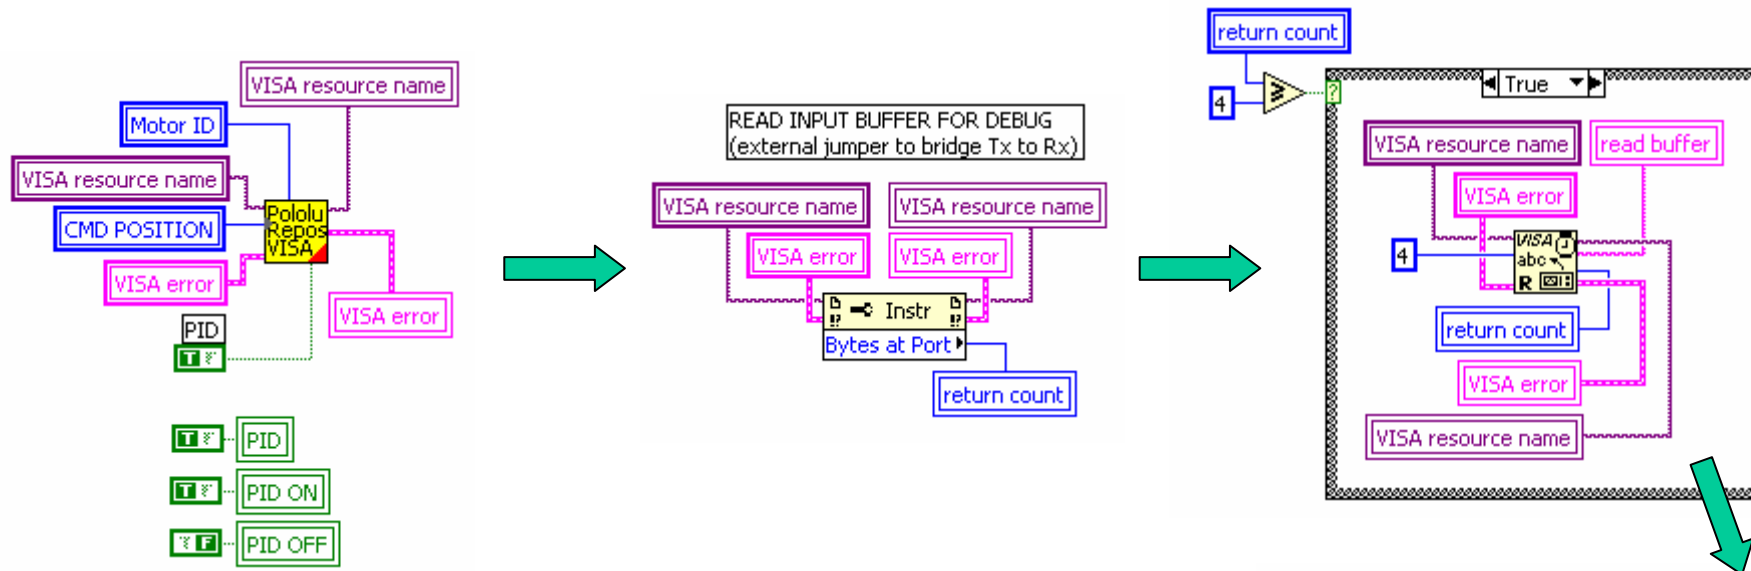 VISA resource name
Motor ID
VISA resource name
CMD POSITION
VISA error
Pololu
Repos
VISA
VISA error
PID
T
T
PID
T
PID ON
F
PID OFF
READ INPUT BUFFER FOR DEBUG
(external jumper to bridge Tx to Rx)
VISA resource name
VISA resource name
VISA error
VISA error
Instr
Bytes at Port
return count
return count
4
?
True
VISA resource name
read buffer
VISA error
4
VISA
abc
R
return count
VISA error
VISA resource name